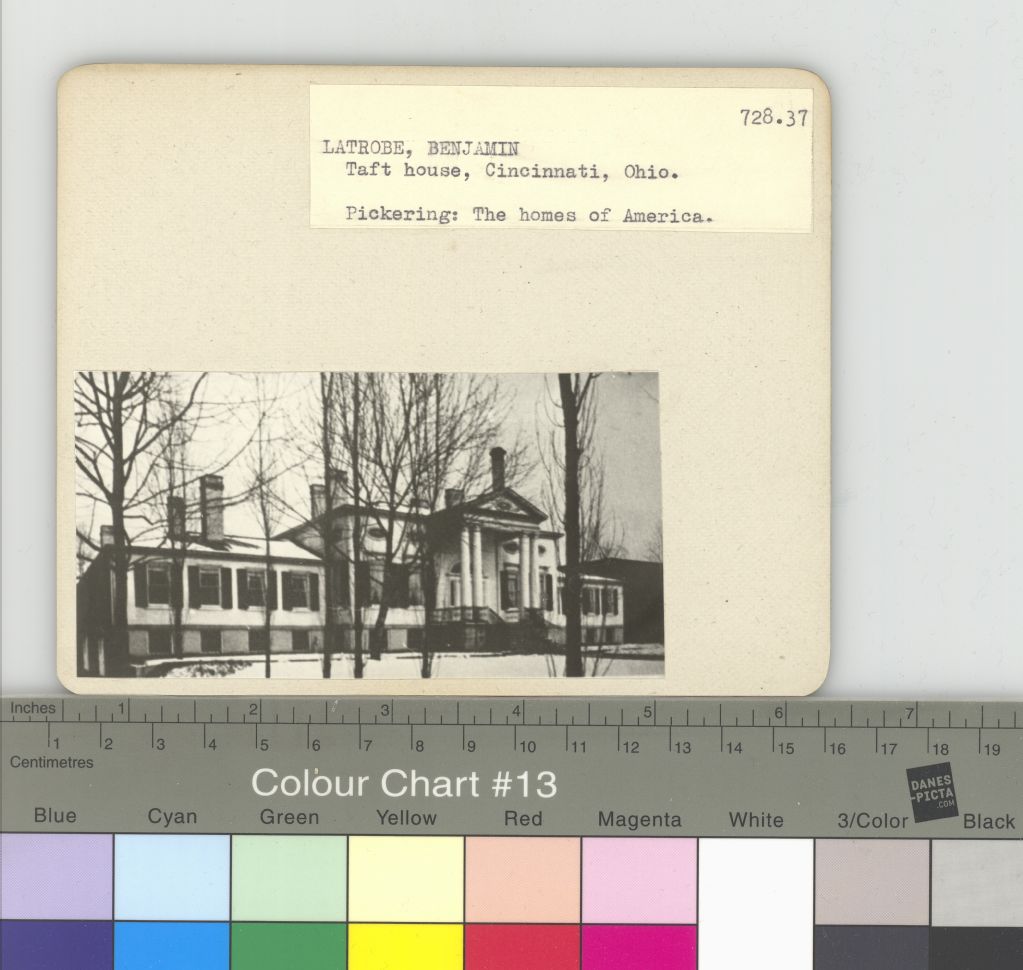 728.37
LATROBE, BENJAMIN
Taft house, Cincinnati, Ohio.
Pickering: The homes of America.
Inches 1 2 3 4 5 6 7
1 2 3 4 5 6 7 8 9 10 11 12 13 14 15 16 17 18 19
Centimetres
Colour Chart #13
DANES
-PICTA
.COM
Blue Cyan Green Yellow Red Magenta White 3/Color Black